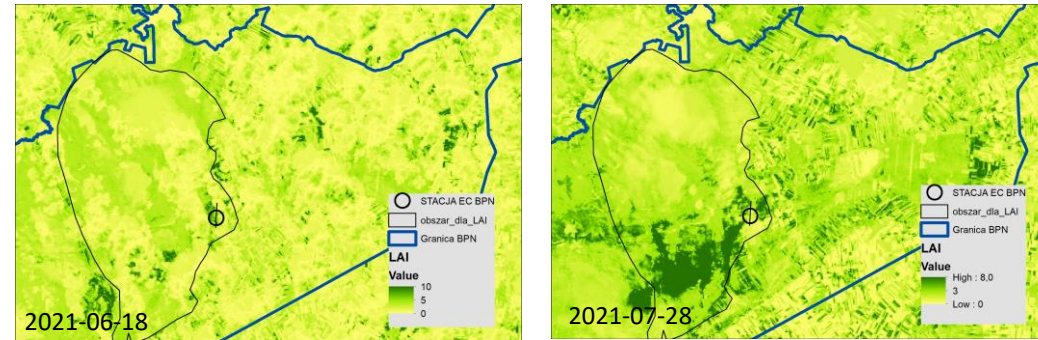 STACJA EC BPN
obszar_dla_LAI
Granica BPN
LAI
Value
10
5
0
2021-06-18
STACJA EC BPN
obszar_dla_LAI
Granica BPN
LAI
Value
High : 8,0
3
Low : 0
2021-07-28